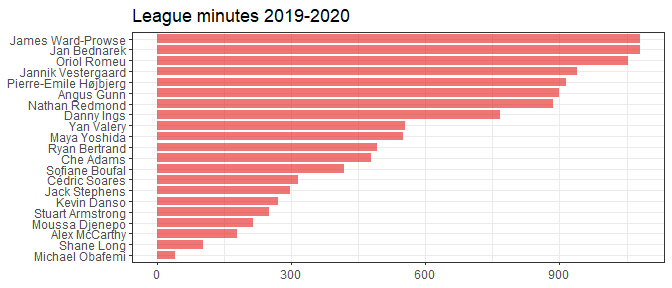 League minutes 2019-2020
James Ward-Prowse
Jan Bednarek
Oriol Romeu
Jannik Vestergaard
Pierre-Emile Højbjerg
Angus Gunn
Nathan Redmond
Danny Ings
Yan Valery
Maya Yoshida
Ryan Bertrand
Che Adams
Sofiane Boufal
Cédric Soares
Jack Stephens
Kevin Danso
Stuart Armstrong
Moussa Djenepo
Alex McCarthy
Shane Long
Michael Obafemi
0 300 600 900